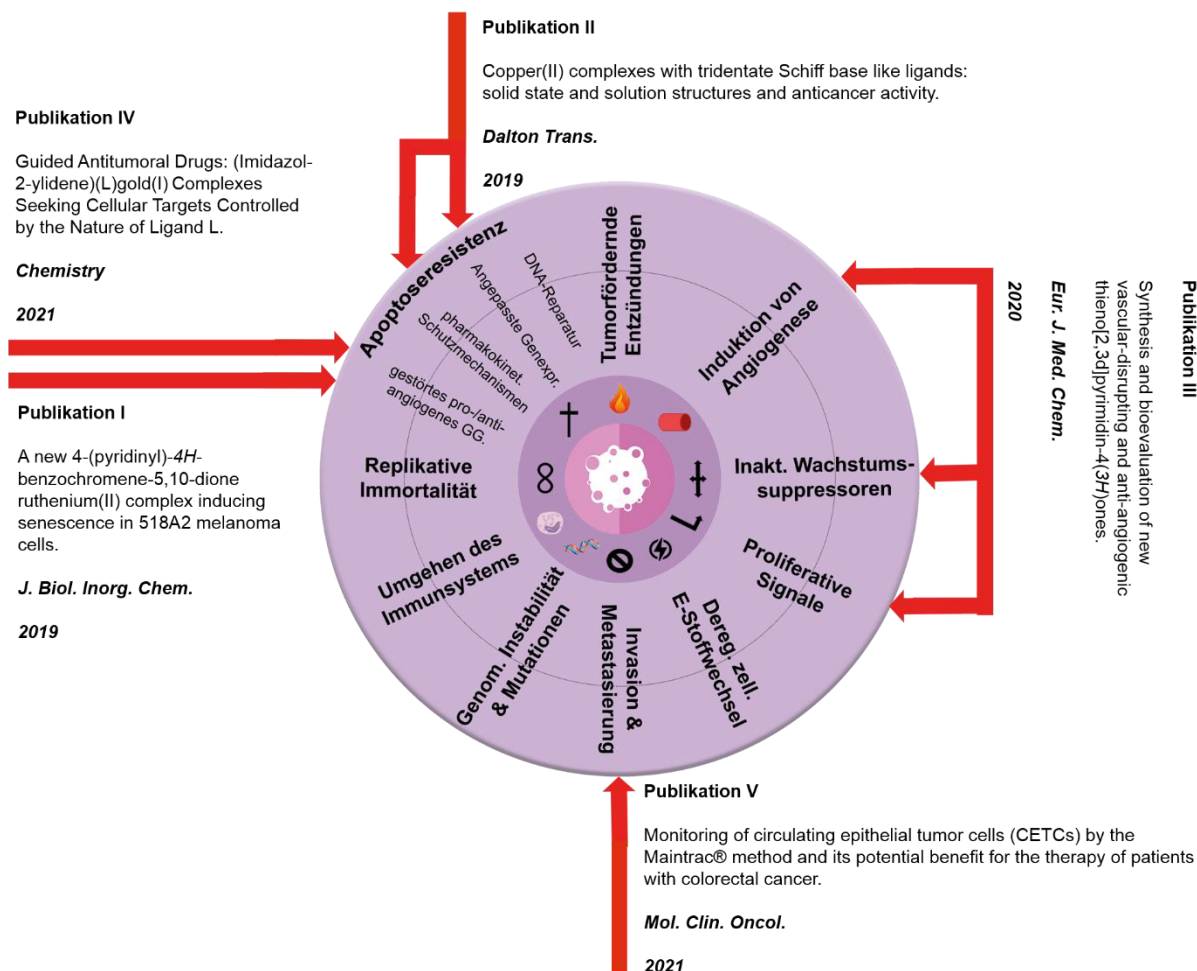 Publikation II
Copper(II) complexes with tridentate Schiff base like ligands:
solid state and solution structures and anticancer activity.
Dalton Trans.
2019
Publikation IV
Guided Antitumoral Drugs: (Imidazol-
2-ylidene)(L)gold(I) Complexes
Seeking Cellular Targets Controlled
by the Nature of Ligand L.
Chemistry
2021
Publikation I
A new 4-(pyridinyl)-4H-
benzochromene-5,10-dione
ruthenium(II) complex inducing
senescence in 518A2 melanoma
cells.
J. Biol. Inorg. Chem.
2019
Apoptoseresistenz
DNA-Reparatur
Angepasste Genexpr.
pharmakokinet.
Schutzmechanismen
gestörtes pro-/anti-
angiogenes GG.
Tumorfördernde
Entzündungen
Induktion von
Angiogenese
Inakt. Wachstums-
suppressoren
Proliferative
Signale
Dereg. zell.
E-Stoffwechsel
Invasion &
Metastasierung
Genom. Instabilität
& Mutationen
Umgehen des
Immunsystems
Replikative
Immortalität
Publikation III
Synthesis and bioevaluation of new
vascular-disrupting and anti-angiogenic
thieno[2,3d]pyrimidin-4(3H)ones.
Eur. J. Med. Chem.
2020
Publikation V
Monitoring of circulating epithelial tumor cells (CETCs) by the
Maintrac® method and its potential benefit for the therapy of patients
with colorectal cancer.
Mol. Clin. Oncol.
2021